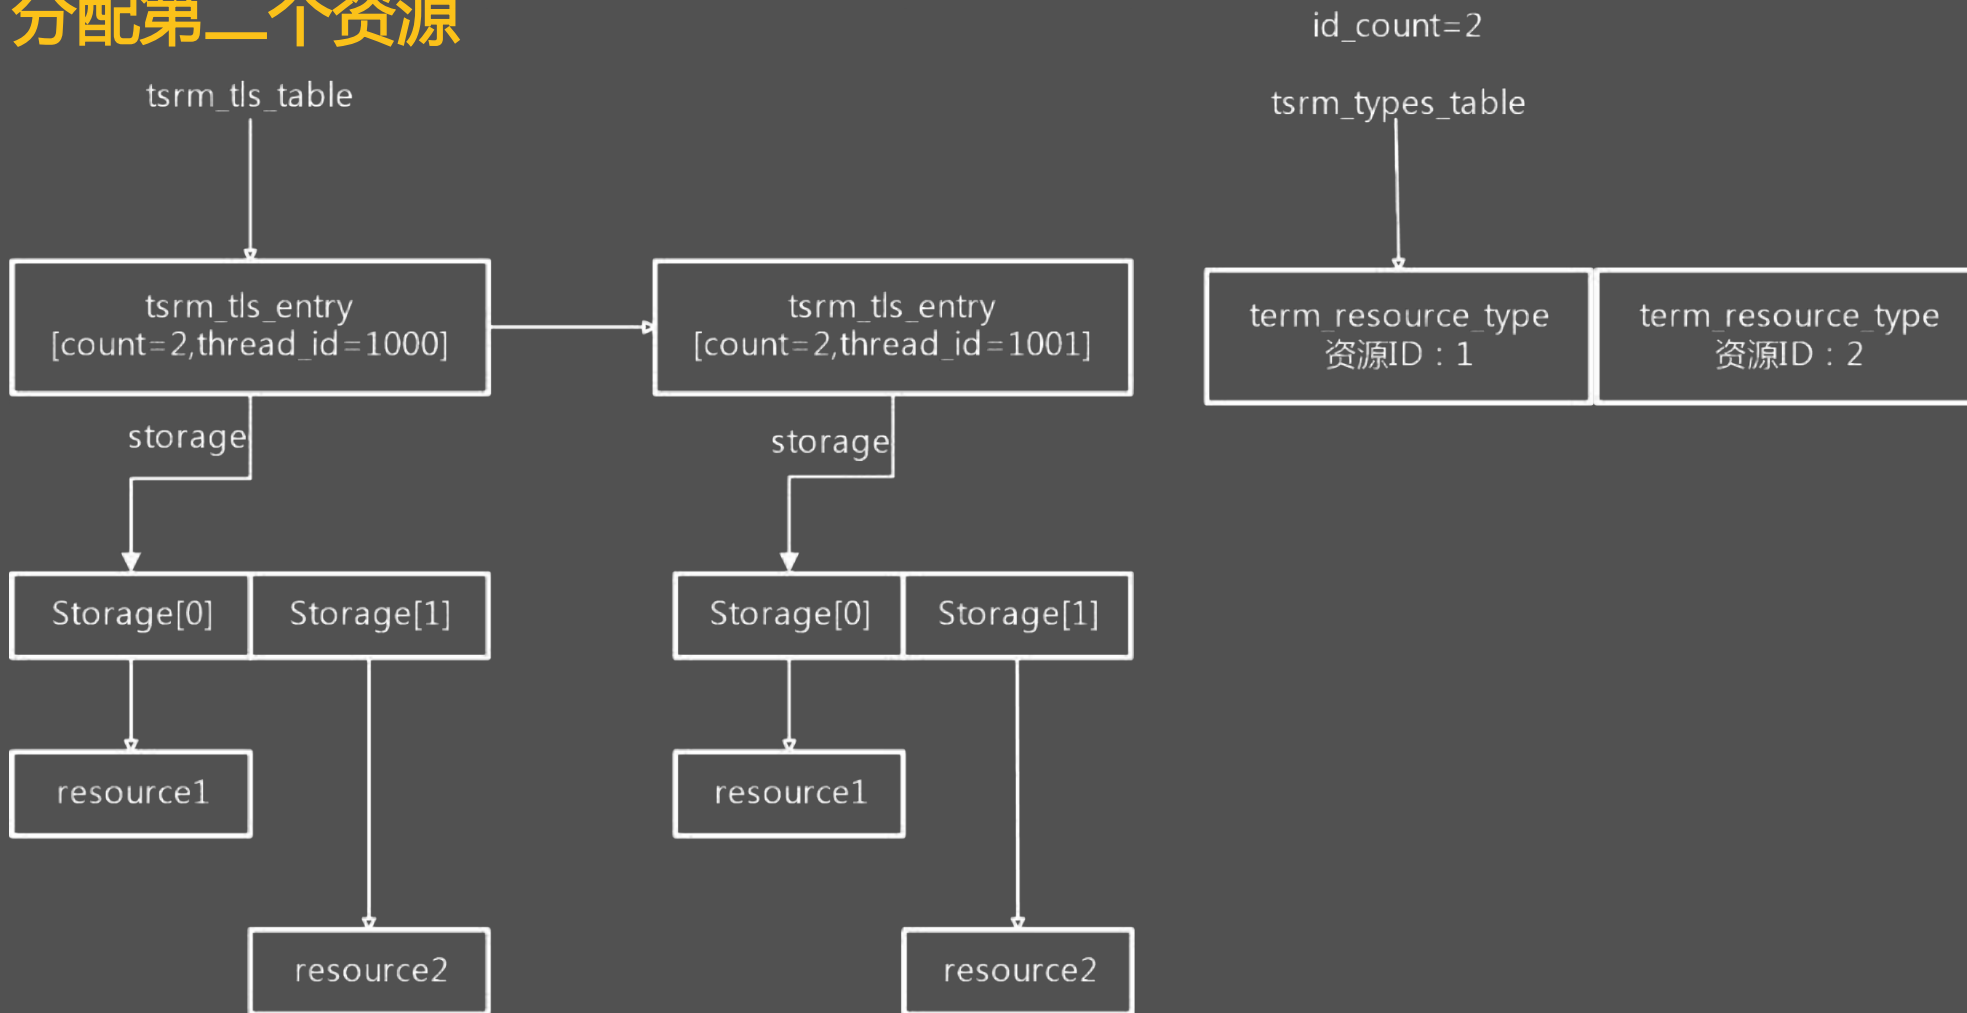 分配第二个资源
id_count=2
tsrm_tls_table
tsrm_types_table
tsrm_tls_entry
[count=2,thread_id=1000]
tsrm_tls_entry
[count=2,thread_id=1001]
term_resource_type
资源ID：1
term_resource_type
资源ID：2
storage
storage
Storage[0]
Storage[1]
Storage[0]
Storage[1]
resource1
resource1
resource2
resource2